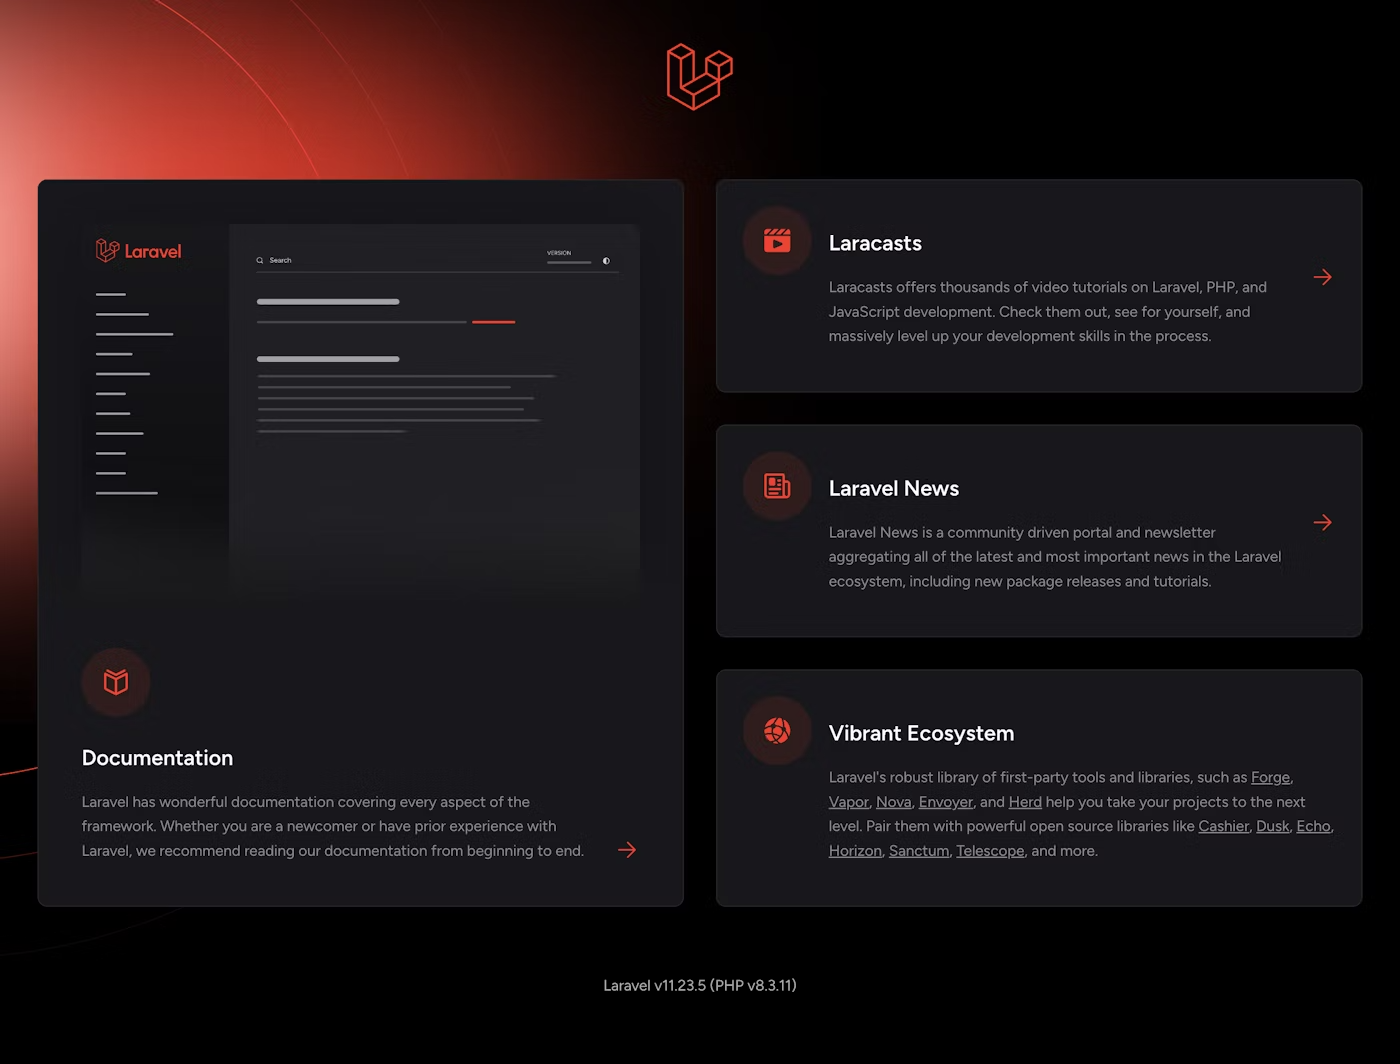 Laravel
Search
VERSION
Documentation
Laravel has wonderful documentation covering every aspect of the
framework. Whether you are a newcomer or have prior experience with
Laravel, we recommend reading our documentation from beginning to end.
Laracasts
Laracasts offers thousands of video tutorials on Laravel, PHP, and
JavaScript development. Check them out, see for yourself, and
massively level up your development skills in the process.
Laravel News
Laravel News is a community driven portal and newsletter
aggregating all of the latest and most important news in the Laravel
ecosystem, including new package releases and tutorials.
Vibrant Ecosystem
Laravel's robust library of first-party tools and libraries, such as Forge,
Vapor, Nova, Envoyer, and Herd help you take your projects to the next
level. Pair them with powerful open source libraries like Cashier, Dusk, Echo,
Horizon, Sanctum, Telescope, and more.
Laravel v11.23.5 (PHP v8.3.11)